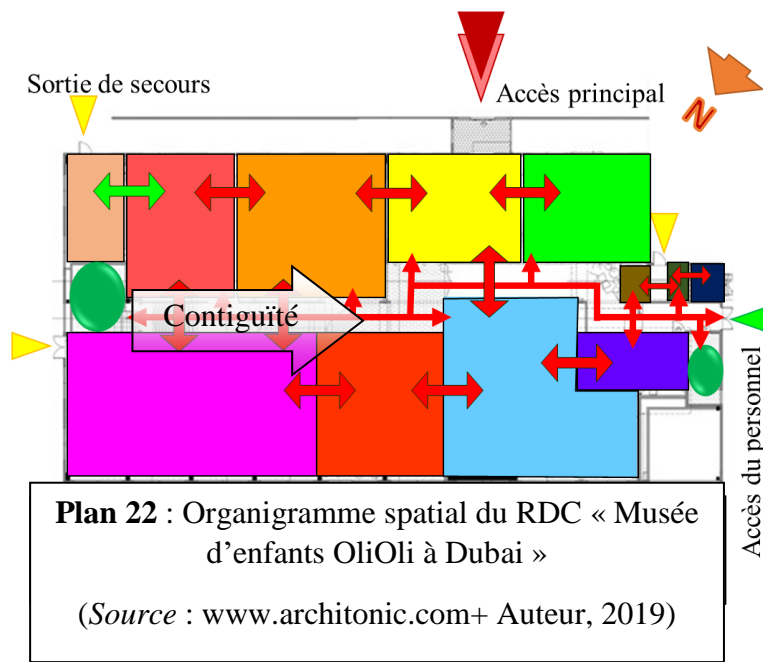 Sortie de secours
Accès principal
N
Contiguïté
Accès du personnel
Plan 22 : Organigramme spatial du RDC « Musée
d’enfants OliOli à Dubai »
(Source : www.architonic.com+ Auteur, 2019)